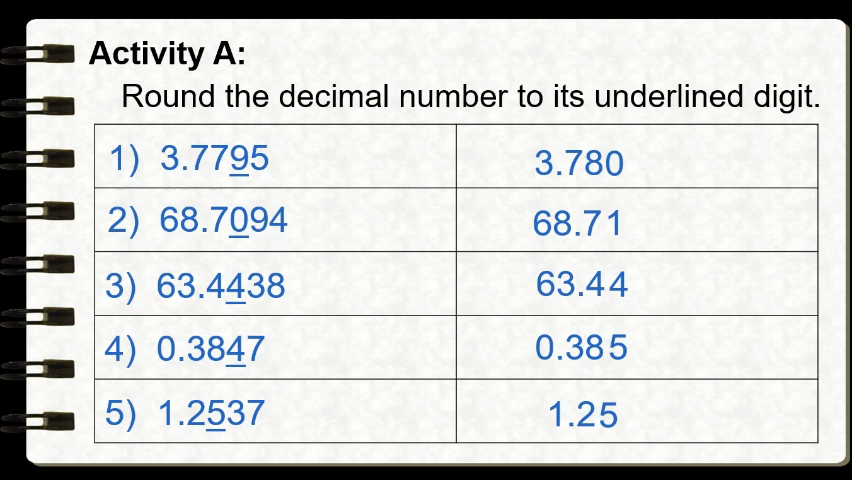 Activity A:
Round the decimal number to its underlined digit.
1) 3.7795 3.780
2) 68.7094 68.71
3) 63.4438 63.44
4) 0.3847 0.385
5) 1.2537 1.25